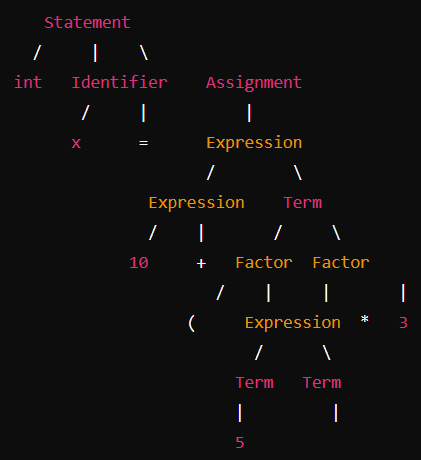 Statement
/ | \
int Identifier Assignment
/ | |
x = Expression
/ \
Expression Term
/ | / \
10 + Factor Factor
/ | | |
( Expression * 3
/ \
Term Term
| |
5